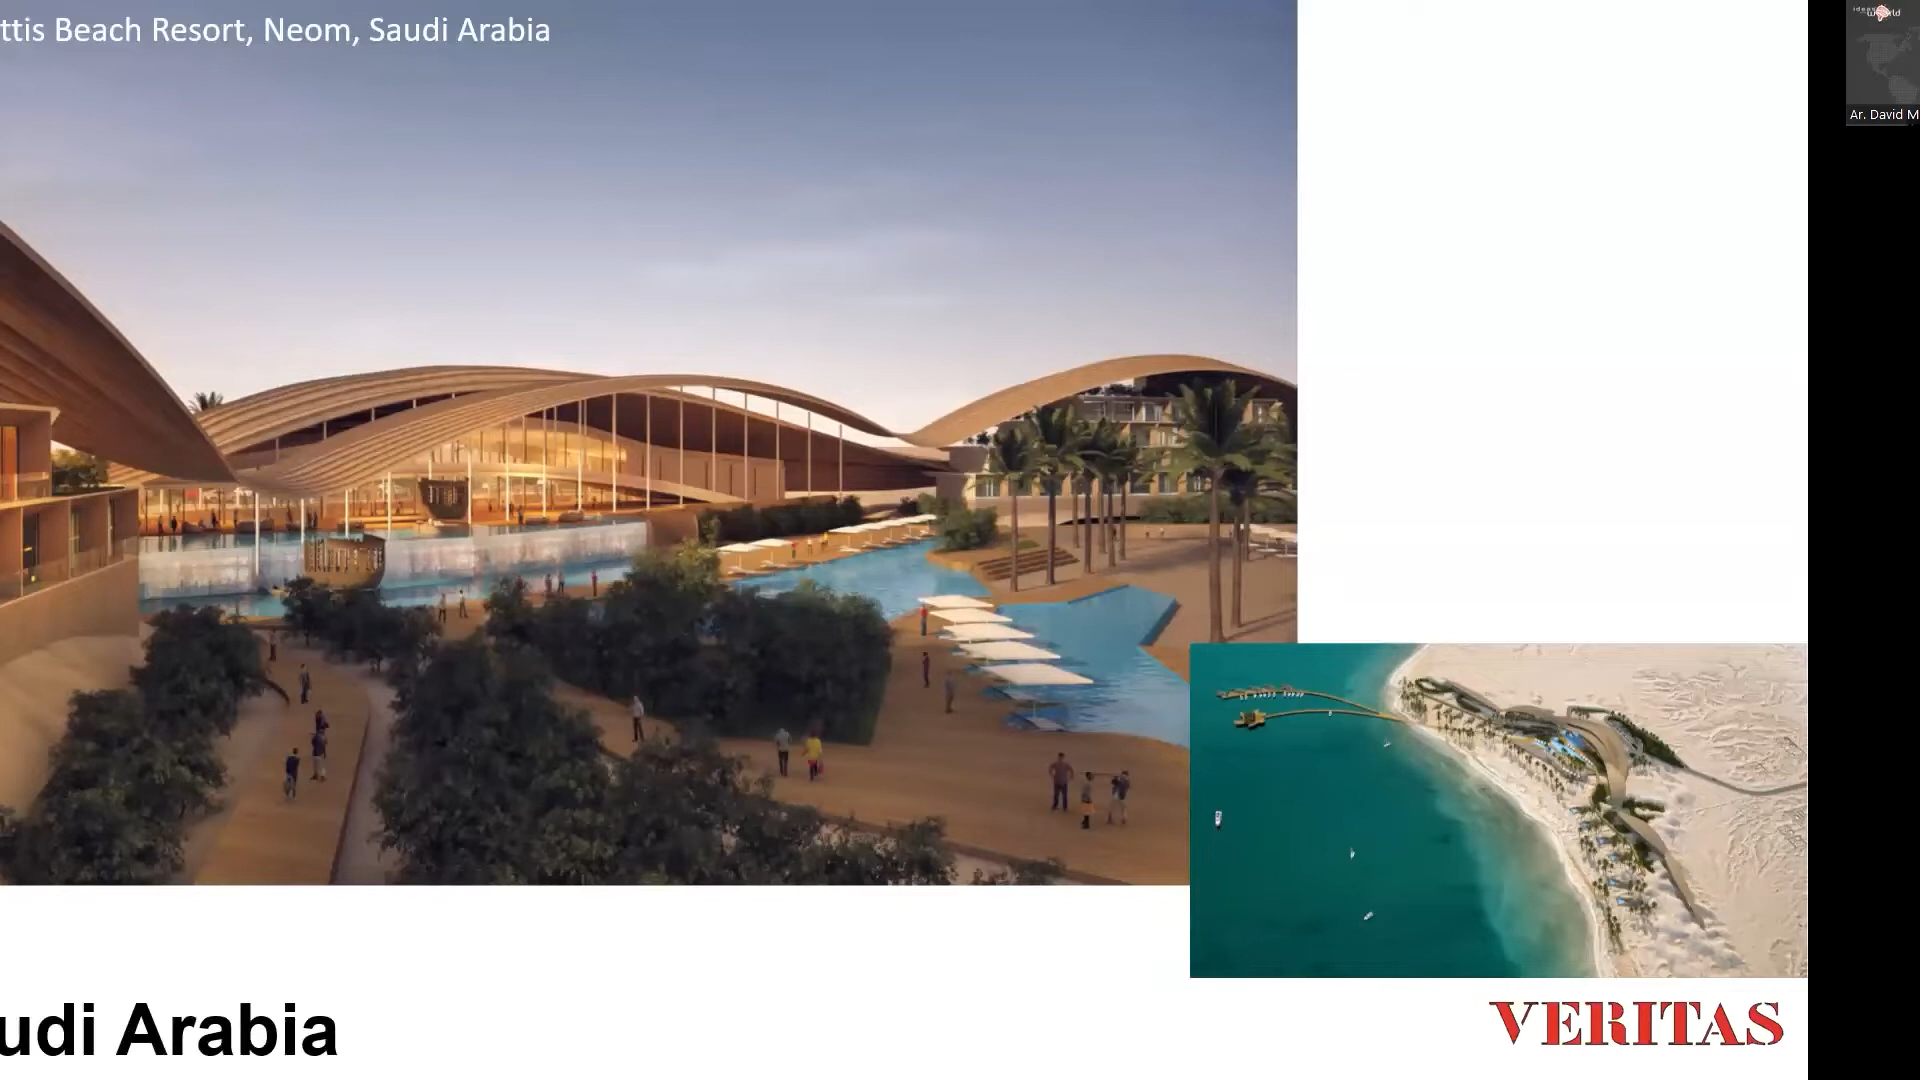 ttis Beach Resort, Neom, Saudi Arabia
Ar. David M
udi Arabia
VERITAS